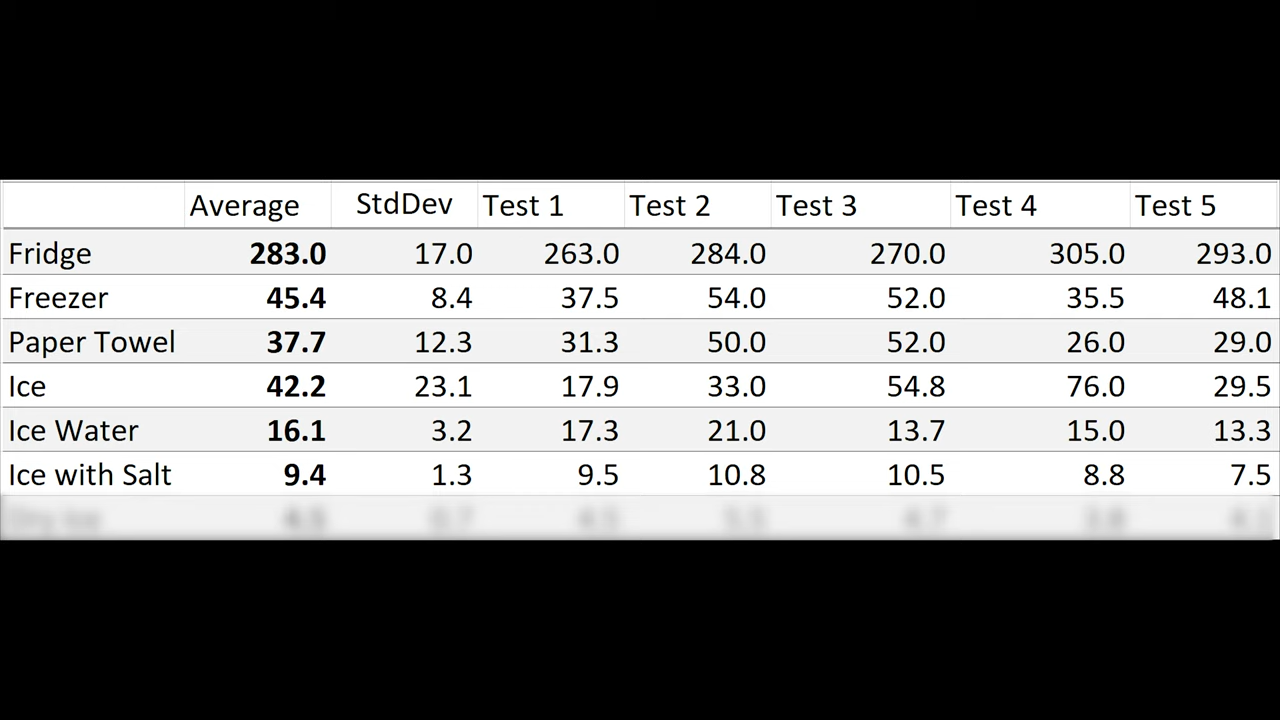 Average StdDev Test 1 Test 2 Test 3 Test 4 Test 5
Fridge 283.0 17.0 263.0 284.0 270.0 305.0 293.0
Freezer 45.4 8.4 37.5 54.0 52.0 35.5 48.1
Paper Towel 37.7 12.3 31.3 50.0 52.0 26.0 29.0
Ice 42.2 23.1 17.9 33.0 54.8 76.0 29.5
Ice Water 16.1 3.2 17.3 21.0 13.7 15.0 13.3
Ice with Salt 9.4 1.3 9.5 10.8 10.5 8.8 7.5